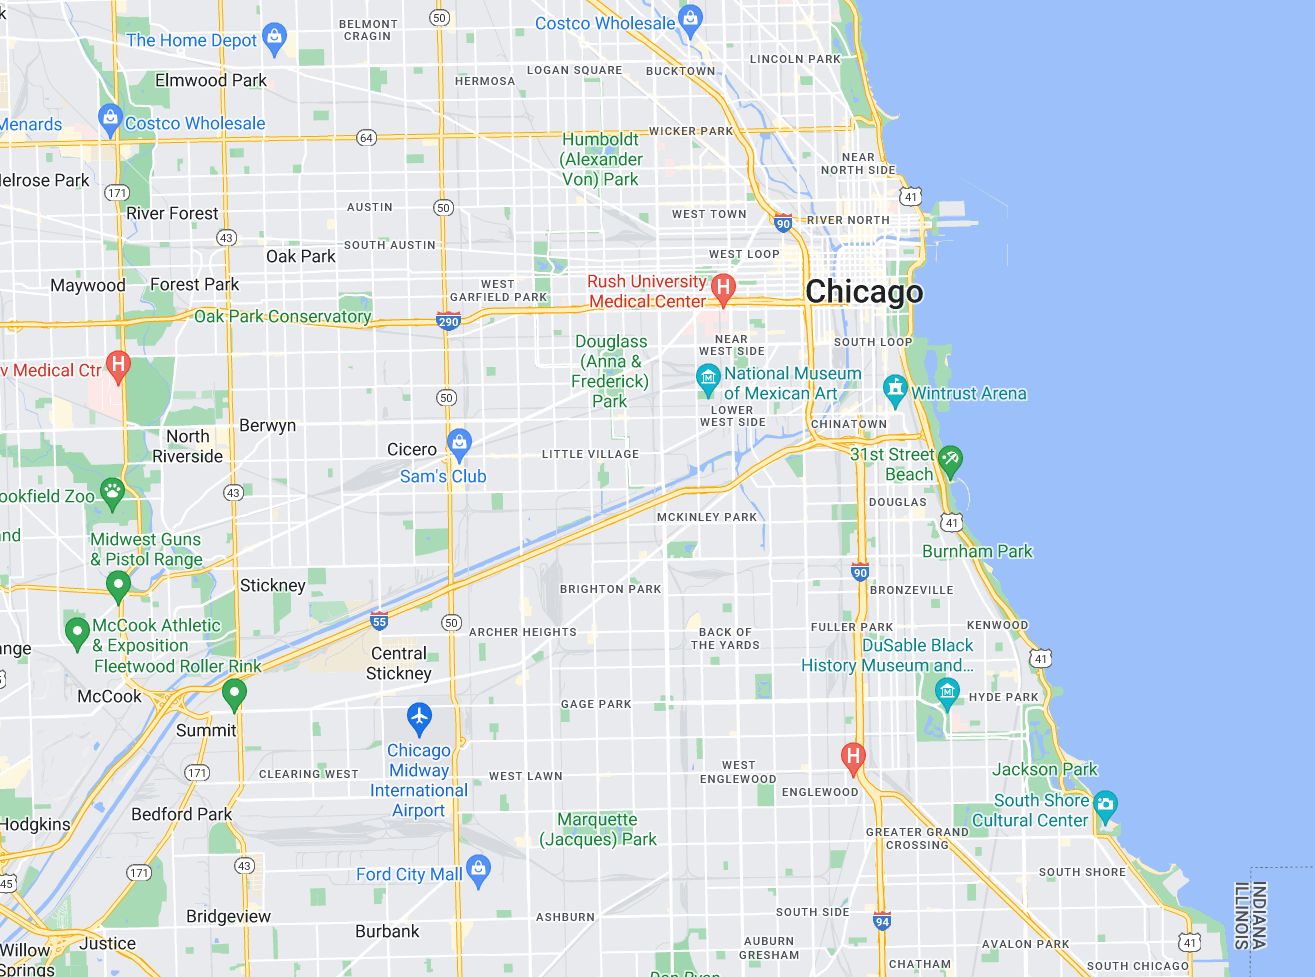 BELMONT
CRAGIN
50
Costco Wholesale
The Home Depot
LINCOLN PARK
Elmwood Park
HERMOSA
LOGAN SQUARE
BUCKTOWN
Menards
Costco Wholesale
64
WICKER PARK
Humboldt
(Alexander
Von) Park
NEAR
NORTH SIDE
Melrose Park
171
41
River Forest
AUSTIN
50
WEST TOWN
90
RIVER NORTH
43
SOUTH AUSTIN
Oak Park
WEST LOOP
Maywood
Forest Park
WEST
GARFIELD PARK
Rush University
Medical Center
Chicago
Oak Park Conservatory
290
Douglass
(Anna &
Frederick)
Park
NEAR
WEST SIDE
SOUTH LOOP
v Medical Ctr
National Museum
of Mexican Art
Wintrust Arena
50
LOWER
WEST SIDE
CHINATOWN
Berwyn
North
Riverside
Cicero
Sam's Club
LITTLE VILLAGE
31st Street
Beach
ookfield Zoo
43
DOUGLAS
MCKINLEY PARK
41
nd
Midwest Guns
& Pistol Range
Burnham Park
90
Stickney
BRIGHTON PARK
BRONZEVILLE
55
50
McCook Athletic
& Exposition
ARCHER HEIGHTS
BACK OF
THE YARDS
FULLER PARK
KENWOOD
nge
Fleetwood Roller Rink
Central
Stickney
DuSable Black
History Museum and...
41
McCook
GAGE PARK
HYDE PARK
Summit
Chicago
Midway
International
Airport
171
CLEARING WEST
WEST LAWN
WEST
ENGLEWOOD
Jackson Park
ENGLEWOOD
South Shore
Cultural Center
Bedford Park
Hodgkins
Marquette
(Jacques) Park
GREATER GRAND
CROSSING
171
43
Ford City Mall
SOUTH SHORE
45
INDIANA
ILLINOIS
Bridgeview
ASHBURN
SOUTH SIDE
94
Burbank
Justice
AUBURN
GRESHAM
AVALON PARK
41
Willow
Springs
CHATHAM
SOUTH CHICAGO
Dan Ryan